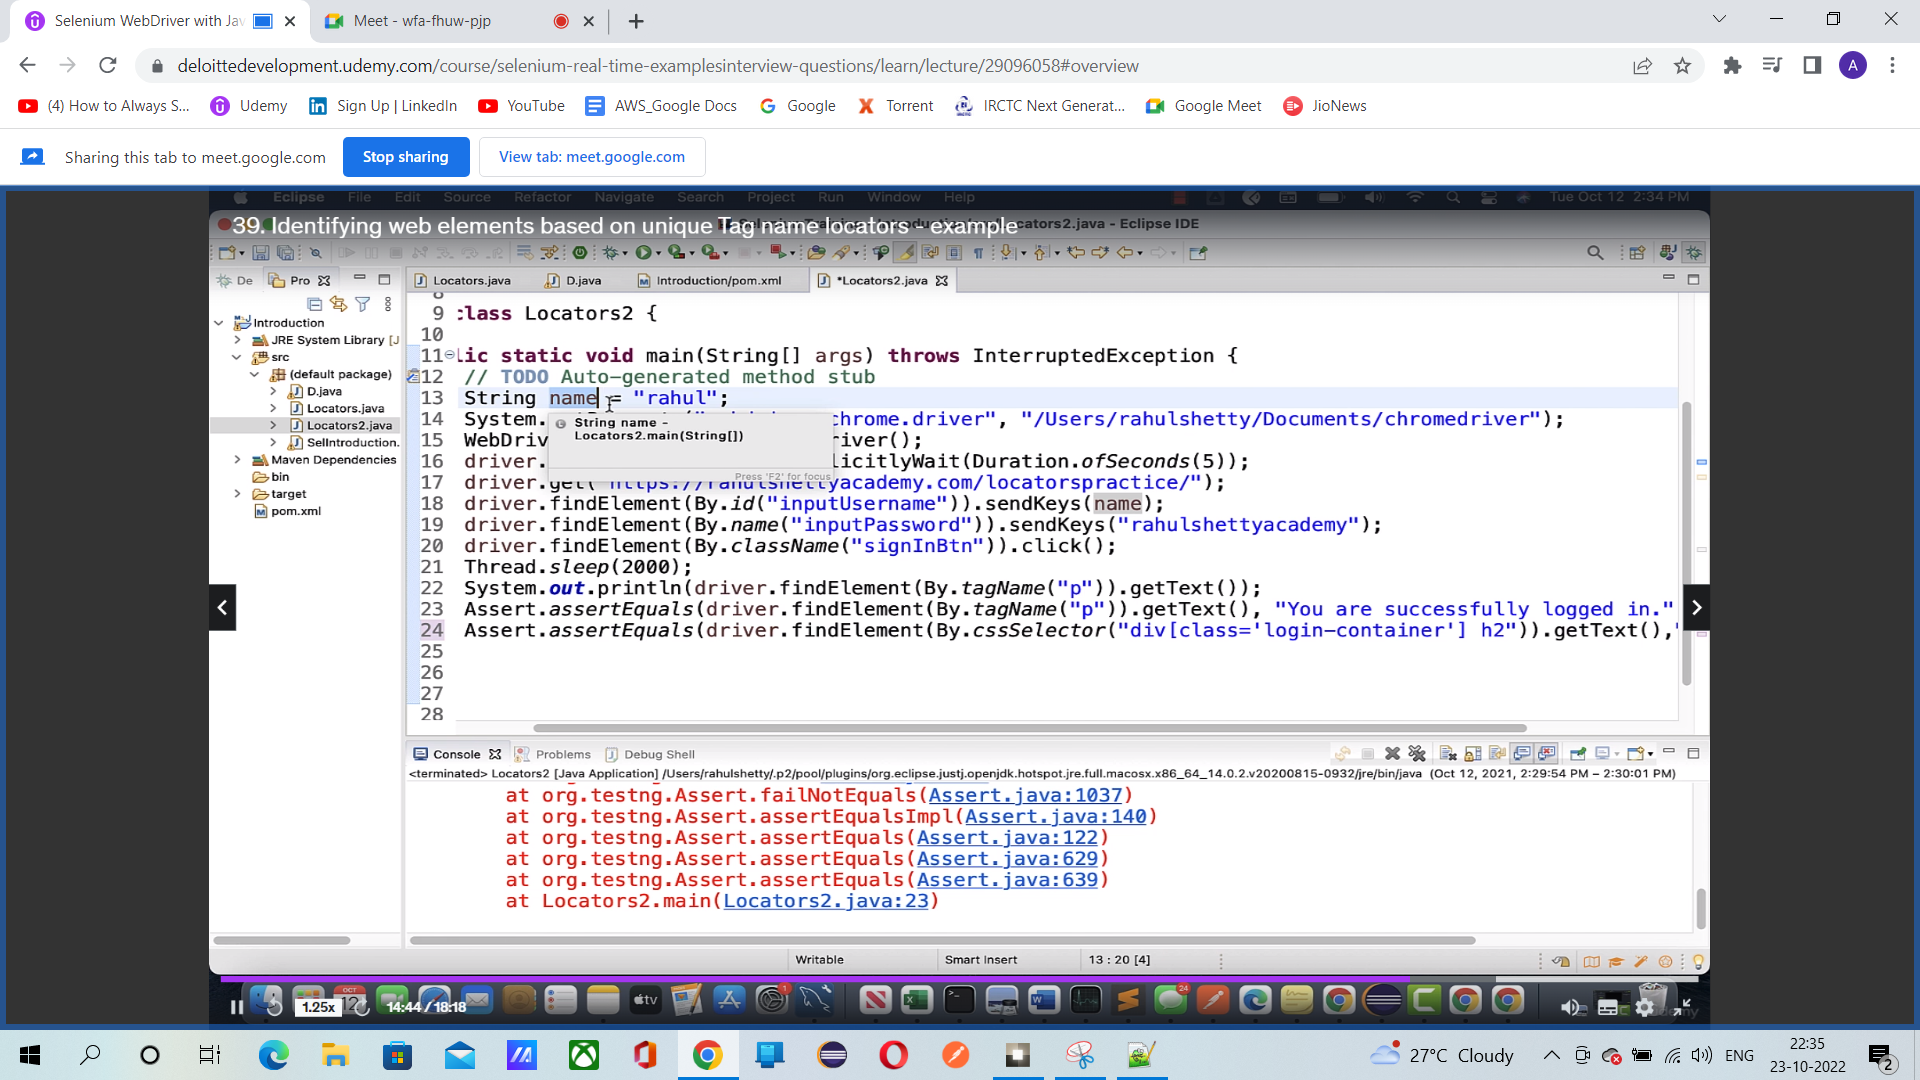 Selenium WebDriver with Jav
Meet - wfa-fhuw-pjp
deloittedevelopment.udemy.com/course/selenium-real-time-examplesinterview-questions/learn/lecture/29096058#overview
A
(4) How to Always S...
Udemy
Sign Up | LinkedIn
YouTube
AWS_Google Docs
Google
Torrent
IRCTC Next Generat...
Google Meet
JioNews
Sharing this tab to meet.google.com
Stop sharing
View tab: meet.google.com
Eclipse File Edit Source Refactor Navigate Search Project Run Window Help
Tue Oct 12 2:34 PM
39. Identifying web elements based on unique Tag name locators - example
cators2.java - Eclipse IDE
De
Pro
Locators.java
D.java
Introduction/pom.xml
*Locators2.java
Introduction
JRE System Library [J
src
(default package)
D.java
Locators.java
Locators2.java
SelIntroduction.
Maven Dependencies
bin
target
pom.xml
8
9 class Locators2 {
10
11 lic static void main(String[] args) throws InterruptedException {
12 // TODO Auto-generated method stub
13 String name = "rahul";
14 System. chrome.driver", "/Users/rahulshetty/Documents/chromedriver");
String name - Locators2.main(String[])
Press 'F2' for focus
15 WebDriv river();
16 driver. licitlyWait(Duration.ofSeconds(5));
17 driver.get("https://rahulshettyacademy.com/locatorspractice/");
18 driver.findElement(By.id("inputUsername")).sendKeys(name);
19 driver.findElement(By.name("inputPassword")).sendKeys("rahulshettyacademy");
20 driver.findElement(By.className("signInBtn")).click();
21 Thread.sleep(2000);
22 System.out.println(driver.findElement(By.tagName("p")).getText());
23 Assert.assertEquals(driver.findElement(By.tagName("p")).getText(), "You are successfully logged in."
24 Assert.assertEquals(driver.findElement(By.cssSelector("div[class='login-container'] h2")).getText(),"
25
26
27
28
Console
Problems
Debug Shell
<terminated> Locators2 [Java Application] /Users/rahulshetty/.p2/pool/plugins/org.eclipse.justj.openjdk.hotspot.jre.full.macosx.x86_64_14.0.2.v20200815-0932/jre/bin/java (Oct 12, 2021, 2:29:54 PM – 2:30:01 PM)
at org.testng.Assert.failNotEquals(Assert.java:1037)
at org.testng.Assert.assertEqualsImpl(Assert.java:140)
at org.testng.Assert.assertEquals(Assert.java:122)
at org.testng.Assert.assertEquals(Assert.java:629)
at org.testng.Assert.assertEquals(Assert.java:639)
at Locators2.main(Locators2.java:23)
Writable
Smart Insert
13 : 20 [4]
1.25x
14:44 / 18:18
OCT
12
tv
1
24
27°C Cloudy
ENG
22:35
23-10-2022
2